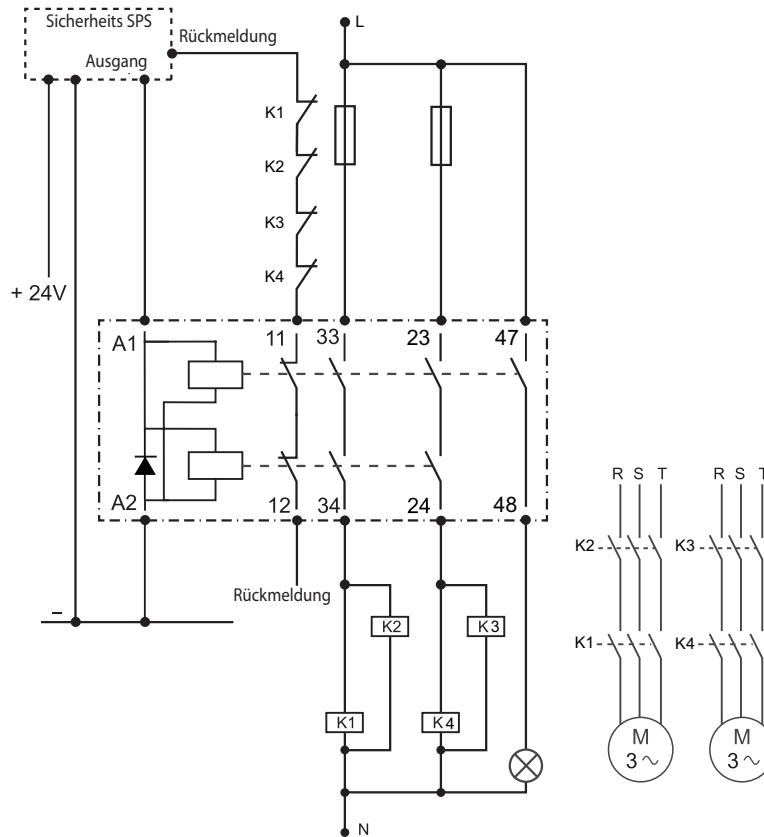 Sicherheits SPS
Ausgang
Rückmeldung
L
K1
K2
K3
K4
+ 24V
A1
11
33
23
47
A2
12
34
24
48
–
Rückmeldung
K2
K3
K1
K4
N
R S T
R S T
K2
K3
K1
K4
M
3 ~
M
3 ~